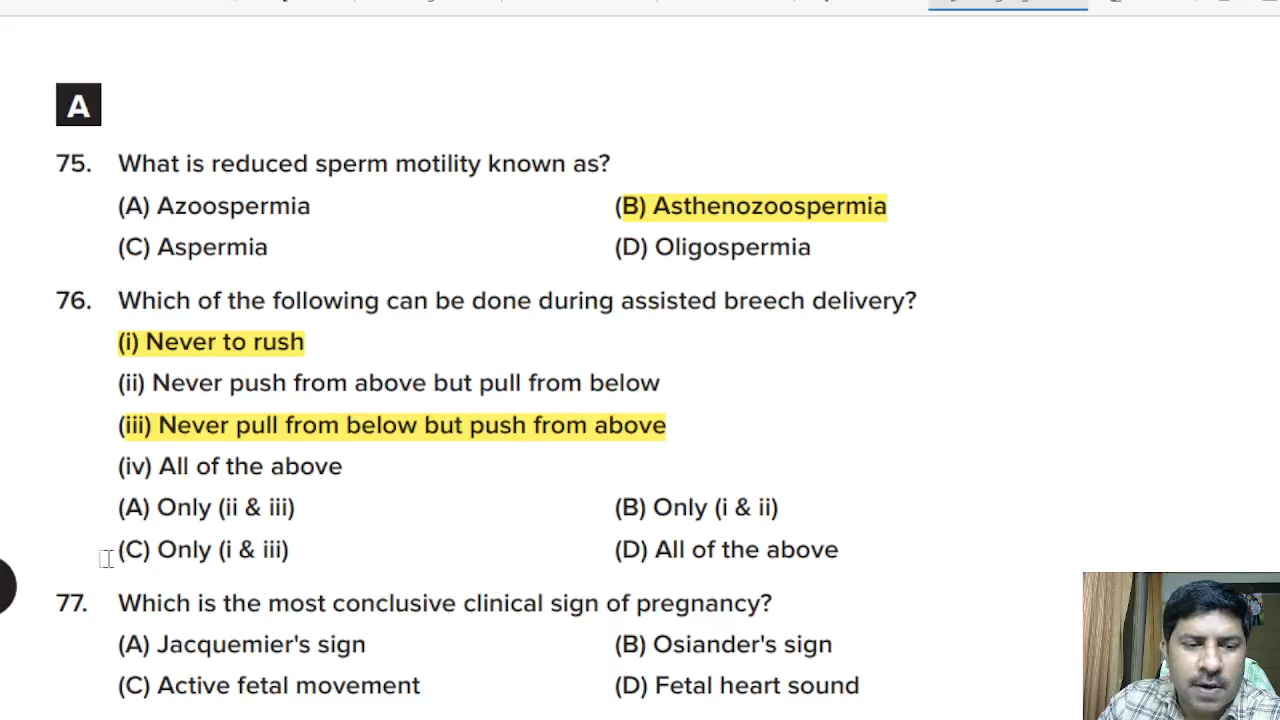 A
75. What is reduced sperm motility known as?
(A) Azoospermia (B) Asthenozoospermia
(C) Aspermia (D) Oligospermia
76. Which of the following can be done during assisted breech delivery?
(i) Never to rush
(ii) Never push from above but pull from below
(iii) Never pull from below but push from above
(iv) All of the above
(A) Only (ii & iii) (B) Only (i & ii)
(C) Only (i & iii) (D) All of the above
77. Which is the most conclusive clinical sign of pregnancy?
(A) Jacquemier's sign (B) Osiander's sign
(C) Active fetal movement (D) Fetal heart sound